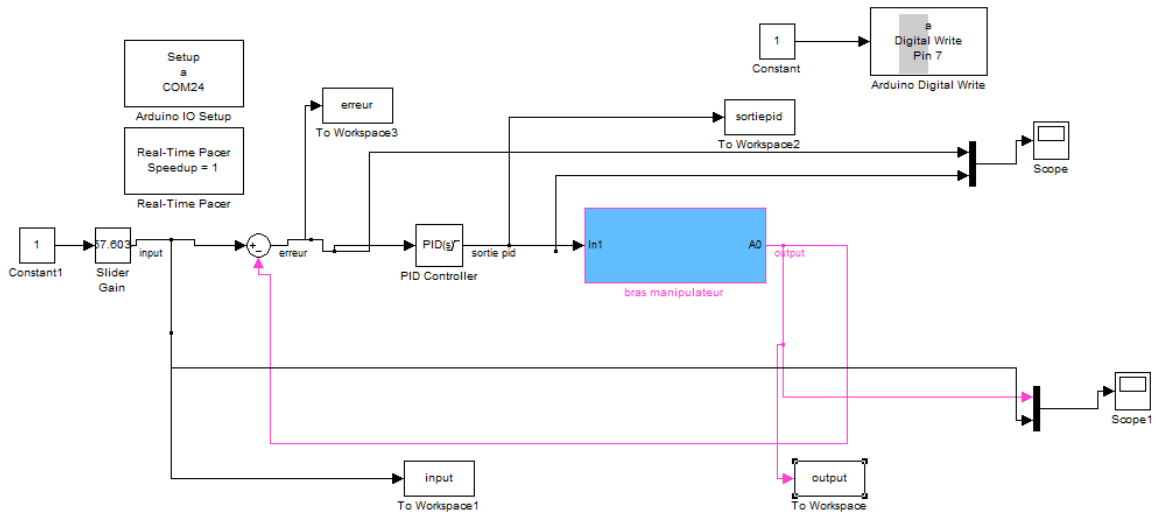 Setup
a
COM24
Arduino IO Setup
Real-Time Pacer
Speedup = 1
Real-Time Pacer
erreur
To Workspace3
1
Constant
a
Digital Write
Pin 7
Arduino Digital Write
sortiepid
To Workspace2
Scope
1
Constant1
57.603
Slider
Gain
input
+
−
erreur
PID(s)
PID Controller
sortie pid
In1
A0
bras manipulateur
output
Scope1
input
To Workspace1
output
To Workspace